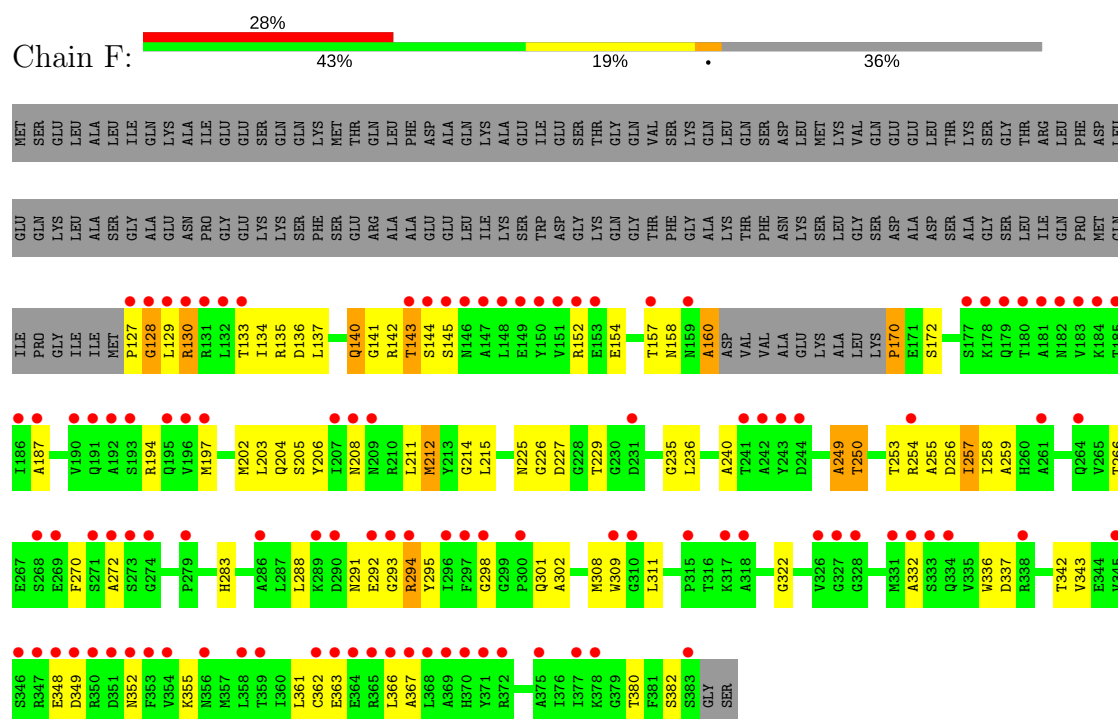 Chain F:
28%
43%
19%
•
36%
MET SER GLU LEU ALA LEU ILE GLN LYS ALA ILE GLU GLU SER GLN GLN LYS MET THR GLN LEU PHE ASP ALA GLN LYS ALA GLU ILE GLU SER THR GLY GLN VAL SER LYS GLN LEU GLN SER ASP LEU MET LYS VAL GLN GLU GLU LEU THR LYS SER GLY THR ARG LEU PHE ASP LEU
GLU GLN LYS LEU ALA SER GLY ALA GLU ASN PRO GLY GLU LYS LYS SER PHE SER GLU ARG ALA ALA GLU GLU LEU ILE LYS SER TRP ASP GLY LYS GLN GLY THR PHE GLY ALA LYS THR PHE ASN LYS SER LEU GLY SER ASP ALA ASP SER ALA GLY SER LEU ILE GLN PRO MET GLN
ILE PRO GLY ILE ILE MET P127 G128 L129 R130 R131 L132 T133 I134 R135 D136 L137 Q140 G141 R142 T143 S144 S145 N146 A147 L148 E149 Y150 V151 R152 E153 E154 T157 N158 N159 A160 ASP VAL VAL ALA GLU LYS ALA LEU LYS P170 E171 S172 S177 K178 Q179 T180 A181 N182 V183 K184 T185
I186 A187 V190 Q191 A192 S193 R194 Q195 V196 M197 M202 L203 Q204 S205 Y206 I207 N208 N209 R210 L211 M212 Y213 G214 L215 N225 G226 D227 G228 T229 G230 D231 G235 L236 A240 T241 A242 Y243 D244 A249 T250 T253 R254 A255 D256 I257 I258 A259 H260 A261 Q264 V265 T266
E267 S268 E269 F270 S271 A272 S273 G274 P279 H283 A286 L287 L288 K289 D290 N291 E292 G293 R294 Y295 I296 F297 G298 G299 P300 Q301 A302 M308 W309 G310 L311 P315 T316 K317 A318 G322 V326 G327 G328 M331 A332 S333 Q334 V335 W336 D337 R338 T342 V343 E344 V345
S346 R347 E348 D349 R350 D351 N352 F353 V354 K355 N356 M357 L358 T359 I360 L361 C362 E363 E364 R365 L366 A367 L368 A369 H370 Y371 R372 A375 I376 I377 K378 G379 T380 F381 S382 S383 GLY SER